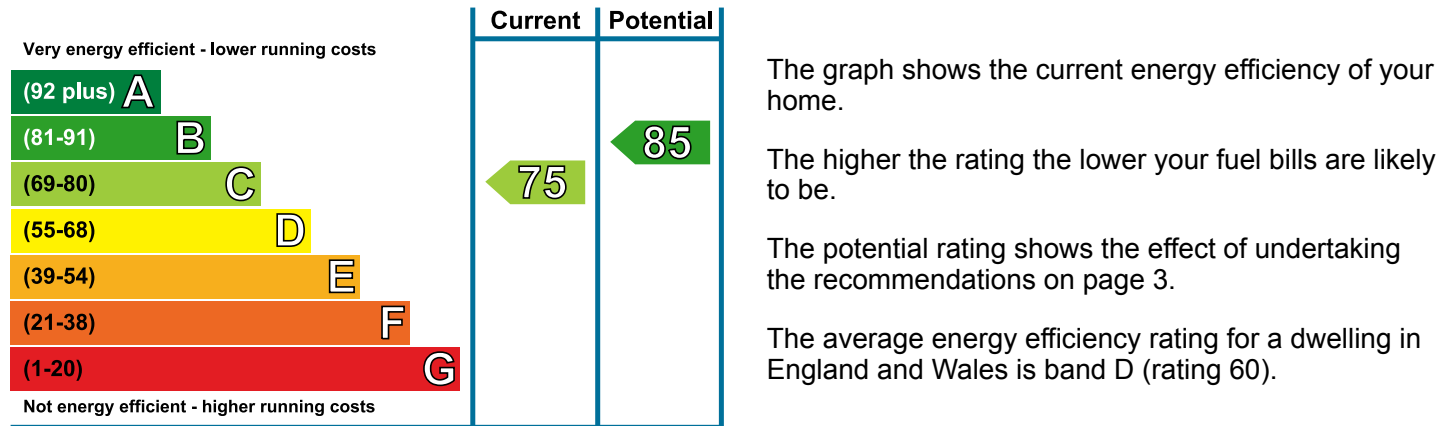 Current Potential
Very energy efficient - lower running costs
(92 plus) A
(81-91) B
85
(69-80) C
75
(55-68) D
(39-54) E
(21-38) F
(1-20) G
Not energy efficient - higher running costs
The graph shows the current energy efficiency of your
home.
The higher the rating the lower your fuel bills are likely
to be.
The potential rating shows the effect of undertaking
the recommendations on page 3.
The average energy efficiency rating for a dwelling in
England and Wales is band D (rating 60).